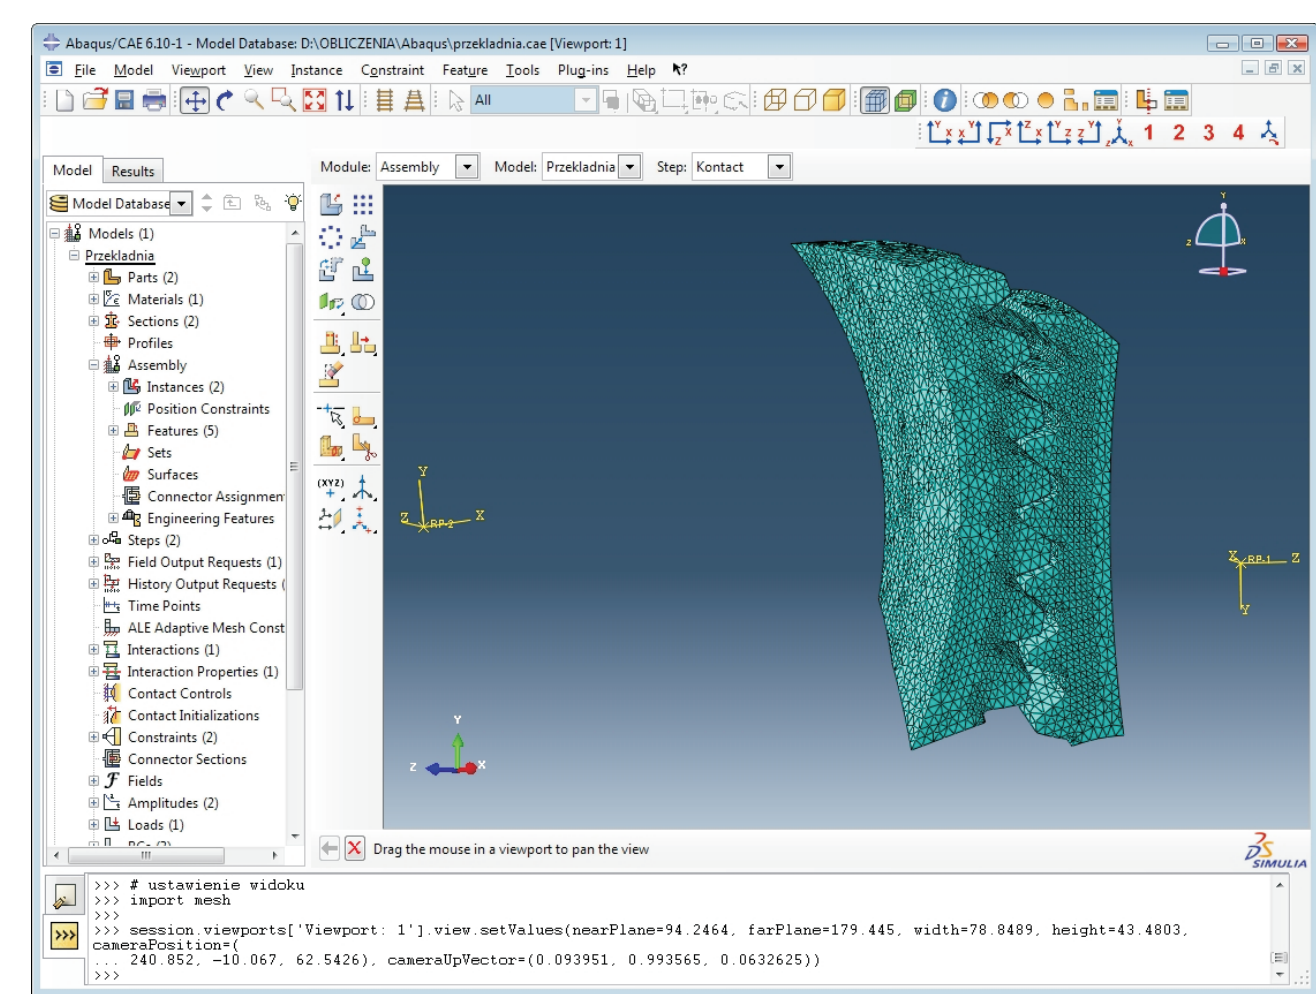 Abaqus/CAE 6.10-1 - Model Database: D:\OBLICZENIA\Abaqus\przekladnia.cae [Viewport: 1]
File Model Viewport View Instance Constraint Feature Tools Plug-ins Help
All
1 2 3 4
Model Results
Module: Assembly Model: Przekladnia Step: Kontact
Model Database
Models (1)
Przekladnia
Parts (2)
Materials (1)
Sections (2)
Profiles
Assembly
Instances (2)
Position Constraints
Features (5)
Sets
Surfaces
Connector Assignmen
Engineering Features
Steps (2)
Field Output Requests (1)
History Output Requests (
Time Points
ALE Adaptive Mesh Const
Interactions (1)
Interaction Properties (1)
Contact Controls
Contact Initializations
Constraints (2)
Connector Sections
Fields
Amplitudes (2)
Loads (1)
(XYZ)
Y
Z RP-2 X
X RP-1 Z
Y
Y
Z X
Y
Z X
Drag the mouse in a viewport to pan the view
SIMULIA
>>> # ustawienie widoku
>>> import mesh
>>>
>>> session.viewports['Viewport: 1'].view.setValues(nearPlane=94.2464, farPlane=179.445, width=78.8489, height=43.4803,
cameraPosition=(
... 240.852, −10.067, 62.5426), cameraUpVector=(0.093951, 0.993565, 0.0632625))
>>>